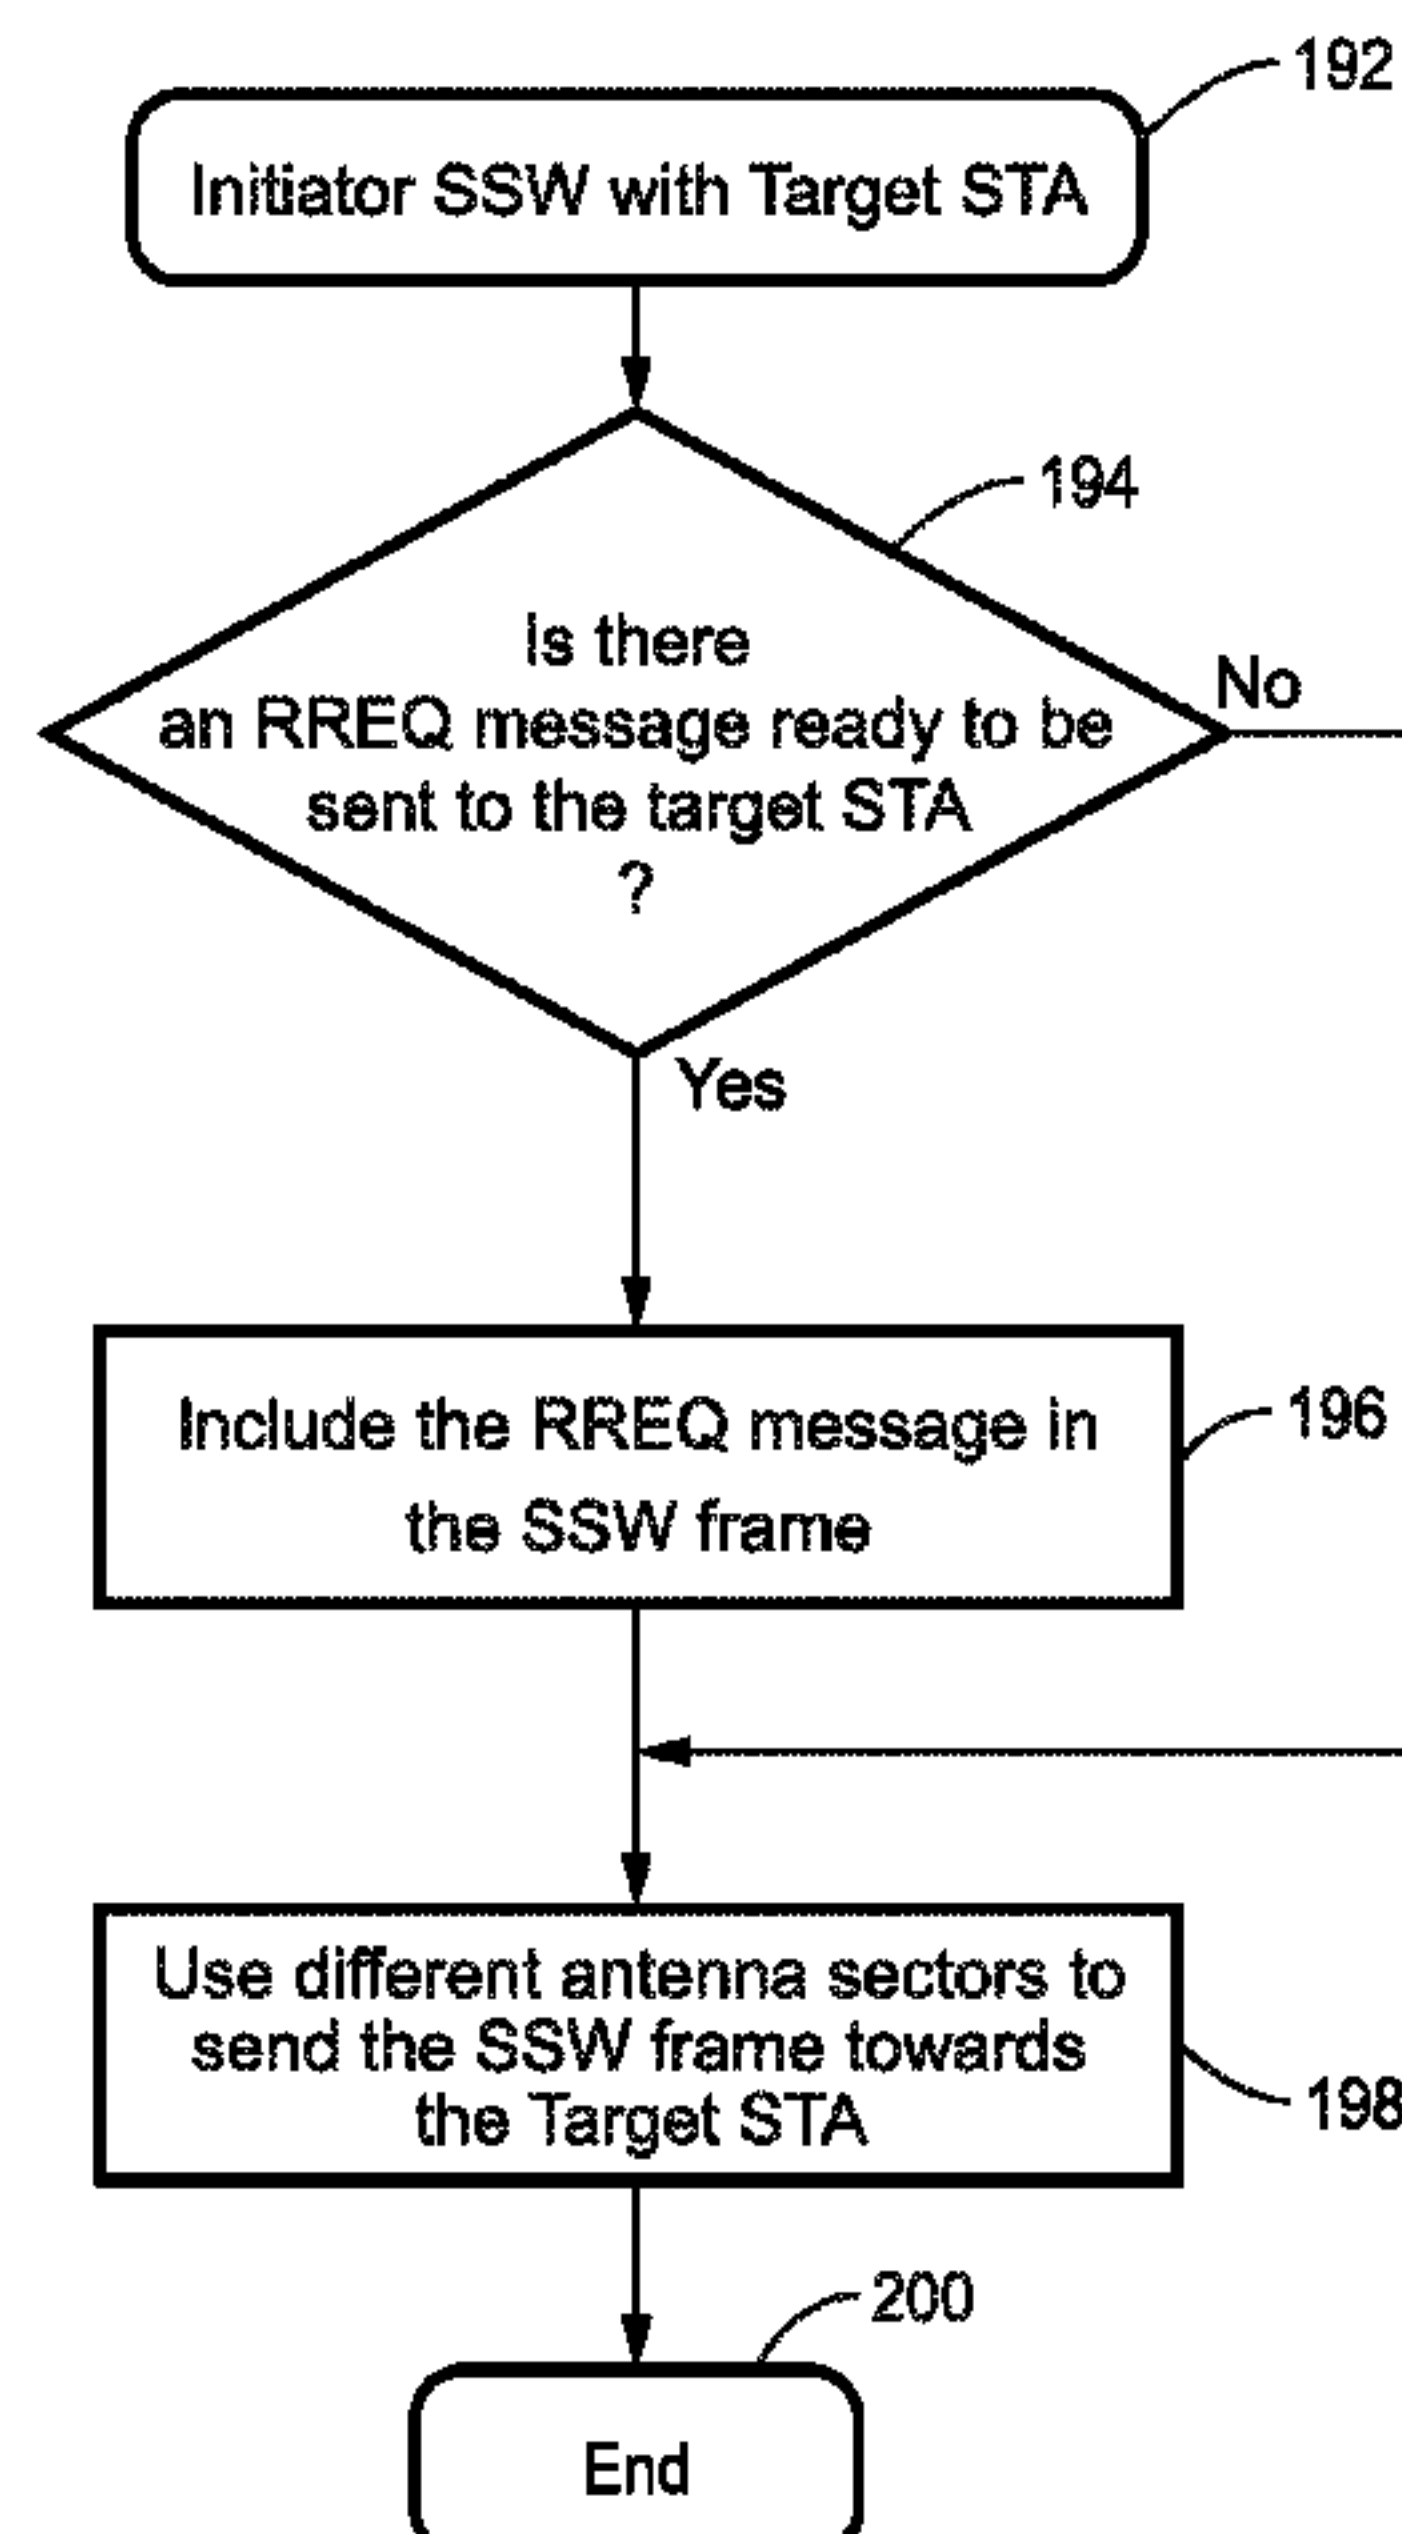 192
Initiator SSW with Target STA
194
Is there
an RREQ message ready to be
sent to the target STA
?
No
Yes
Include the RREQ message in
the SSW frame
196
Use different antenna sectors to
send the SSW frame towards
the Target STA
198
200
End